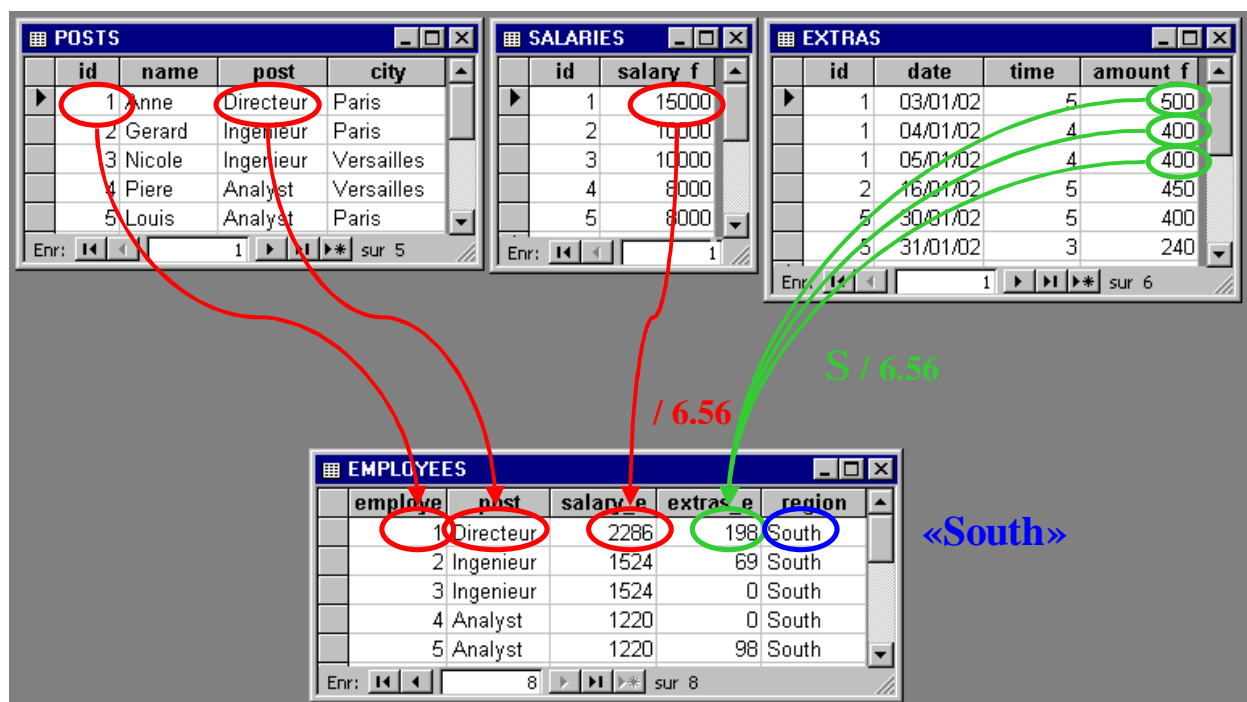 POSTS
id name post city
1 Anne Directeur Paris
2 Gerard Ingenieur Paris
3 Nicole Ingenieur Versailles
4 Piere Analyst Versailles
5 Louis Analyst Paris
Enr: 1 sur 5
SALARIES
id salary_f
1 15000
2 10000
3 10000
4 8000
5 8000
Enr: 1
EXTRAS
id date time amount_f
1 03/01/02 5 500
1 04/01/02 4 400
1 05/01/02 4 400
2 16/01/02 5 450
5 30/01/02 5 400
5 31/01/02 3 240
Enr: 1 sur 6
S / 6.56
/ 6.56
EMPLOYEES
employe post salary_e extras_e region
1 Directeur 2286 198 South
2 Ingenieur 1524 69 South
3 Ingenieur 1524 0 South
4 Analyst 1220 0 South
5 Analyst 1220 98 South
Enr: 8 sur 8
«South»